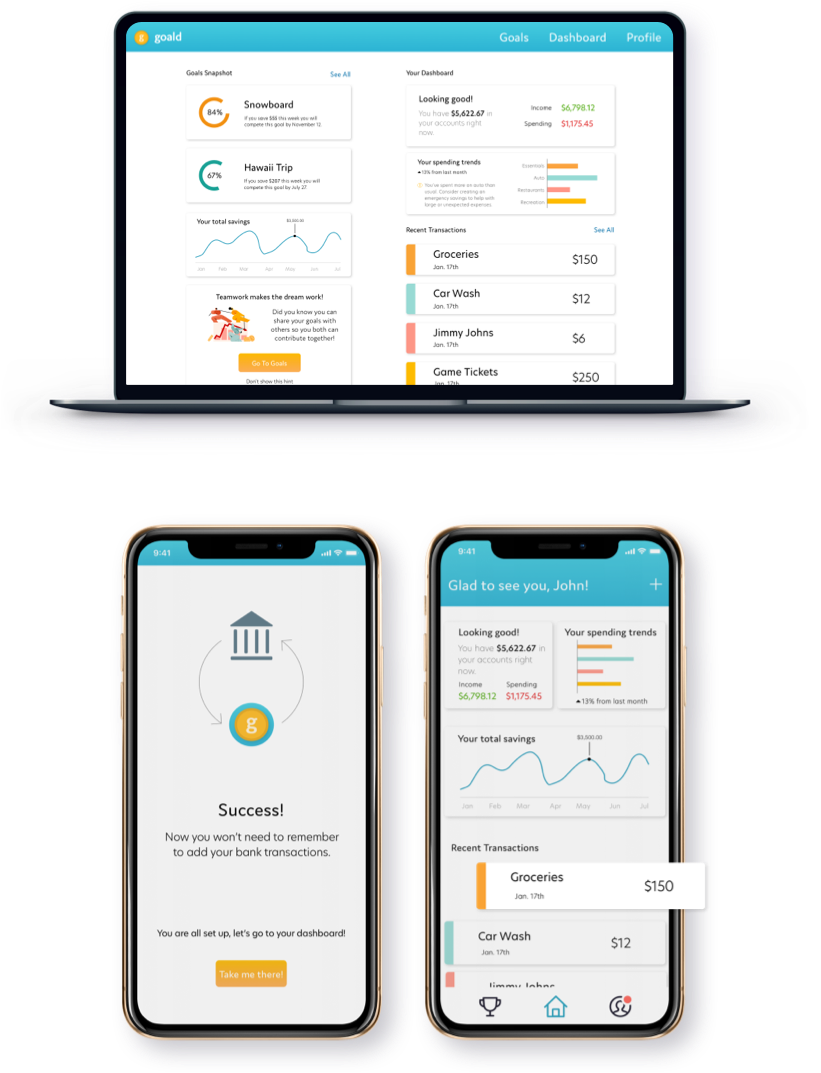 g goald
Goals Dashboard Profile
Goals Snapshot
See All
84%
Snowboard
If you save $55 this week you will
compete this goal by November 12.
67%
Hawaii Trip
If you save $207 this week you will
compete this goal by July 27.
Your total savings
$3,500.00
Jan Feb Mar Apr May Jun Jul
Teamwork makes the dream work!
Did you know you can
share your goals with
others so you both can
contribute together!
Go To Goals
Don't show this hint
Your Dashboard
Looking good!
You have $5,622.67 in
your accounts right
now.
Income $6,798.12
Spending $1,175.45
Your spending trends
13% from last month
You've spent more on auto than
usual. Consider creating an
emergency savings to help with
large or unexpected expenses.
Essentials
Auto
Restaurants
Recreation
Recent Transactions
See All
Groceries
Jan. 17th
$150
Car Wash
Jan. 17th
$12
Jimmy Johns
Jan. 17th
$6
Game Tickets
Jan. 17th
$250
9:41
g
Success!
Now you won't need to remember
to add your bank transactions.
You are all set up, let's go to your dashboard!
Take me there!
9:41
Glad to see you, John!
Looking good!
You have $5,622.67 in
your accounts right
now.
Income Spending
$6,798.12 $1,175.45
Your spending trends
13% from last month
Your total savings
$3,500.00
Jan Feb Mar Apr May Jun Jul
Recent Transactions
Groceries
Jan. 17th
$150
Car Wash
Jan. 17th
$12
Jimmy Johns